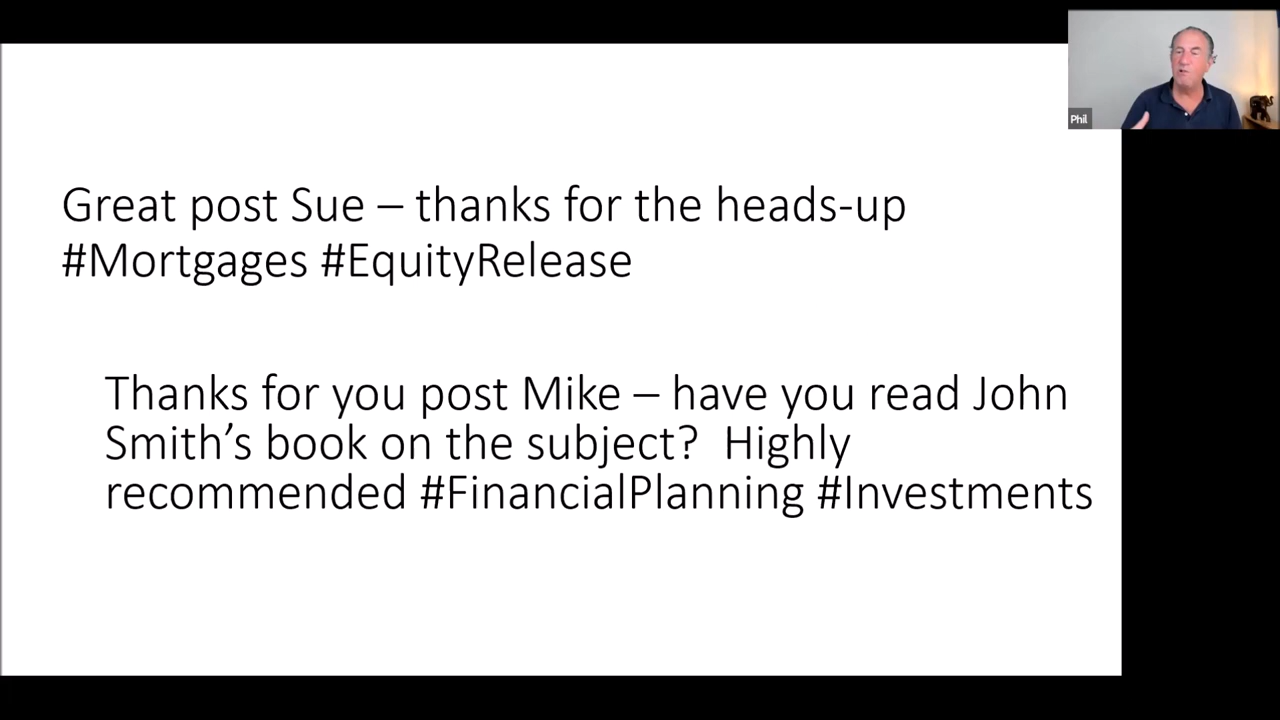 Phil
Great post Sue – thanks for the heads-up
#Mortgages #EquityRelease
Thanks for you post Mike – have you read John
Smith’s book on the subject?  Highly
recommended #FinancialPlanning #Investments